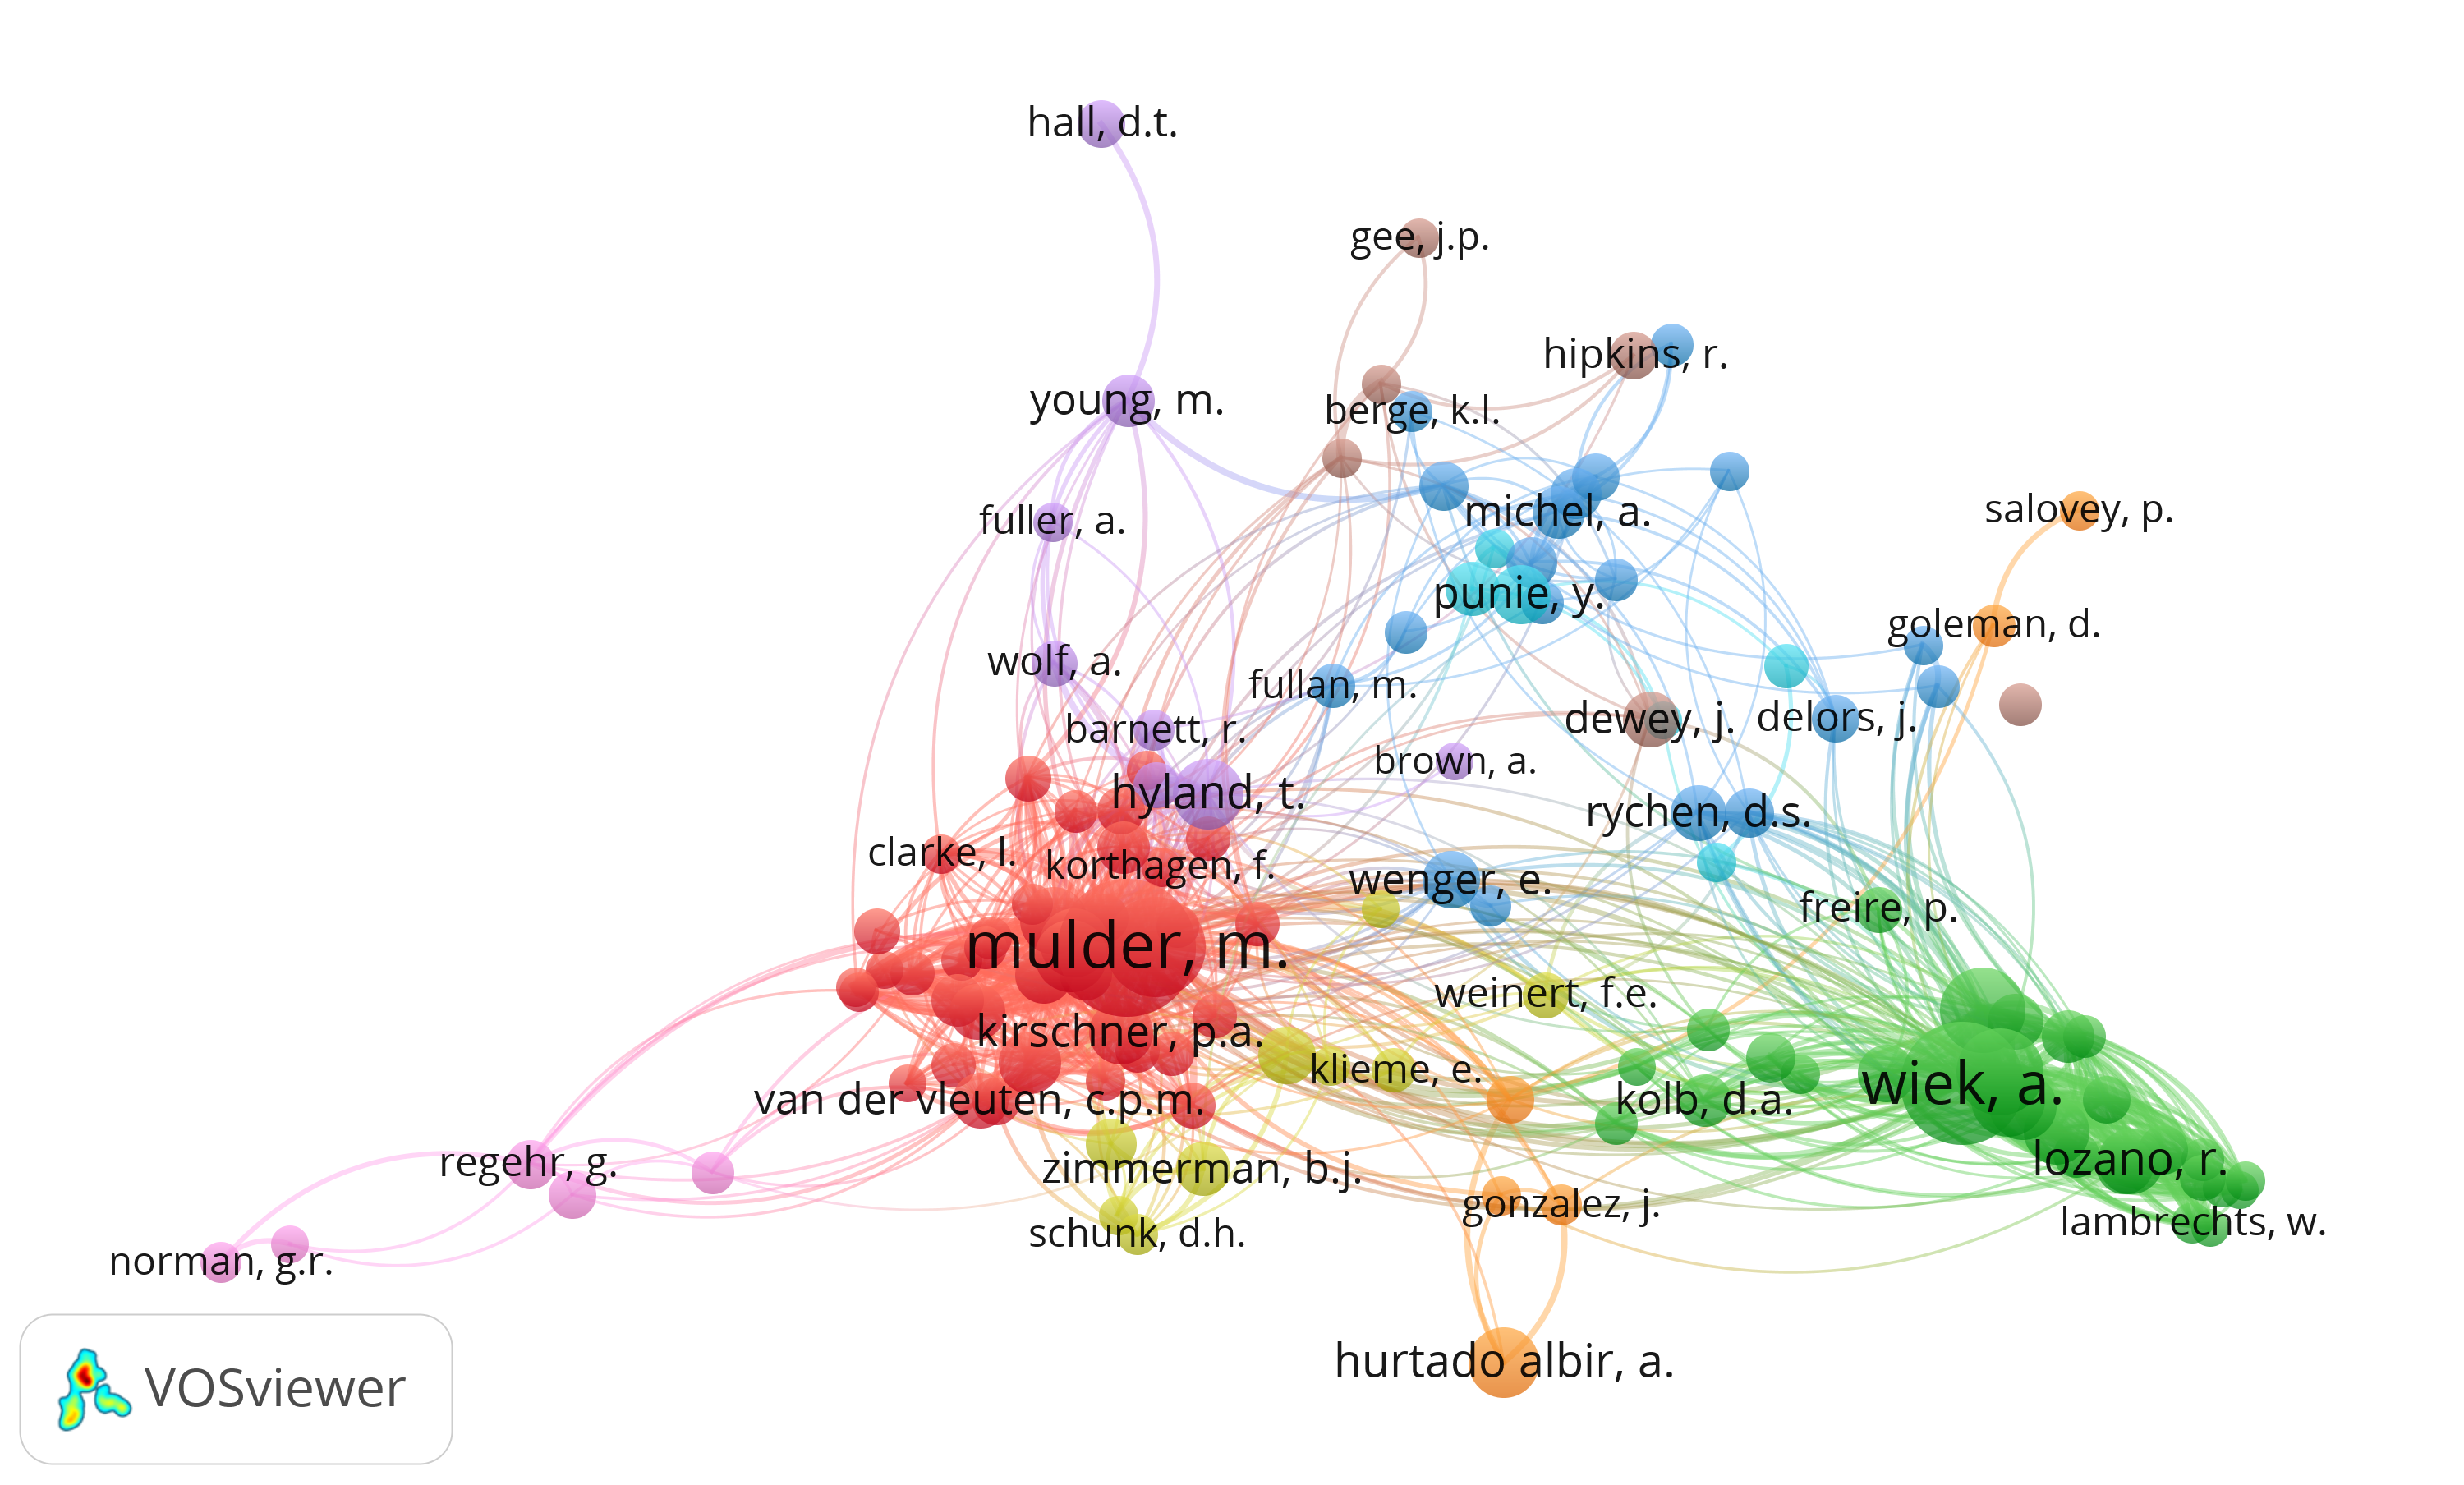 hall, d.t.
gee, j.p.
hipkins, r.
young, m.
berge, k.l.
fuller, a.
michel, a.
salovey, p.
punie, y.
goleman, d.
wolf, a.
fullan, m.
barnett, r.
dewey, j.
delors, j.
brown, a.
hyland, t.
rychen, d.s.
clarke, l.
korthagen, f.
wenger, e.
freire, p.
mulder, m.
weinert, f.e.
kirschner, p.a.
klieme, e.
wiek, a.
van der vleuten, c.p.m.
kolb, d.a.
regehr, g.
zimmerman, b.j.
lozano, r.
gonzalez, j.
schunk, d.h.
lambrechts, w.
norman, g.r.
hurtado albir, a.
VOSviewer